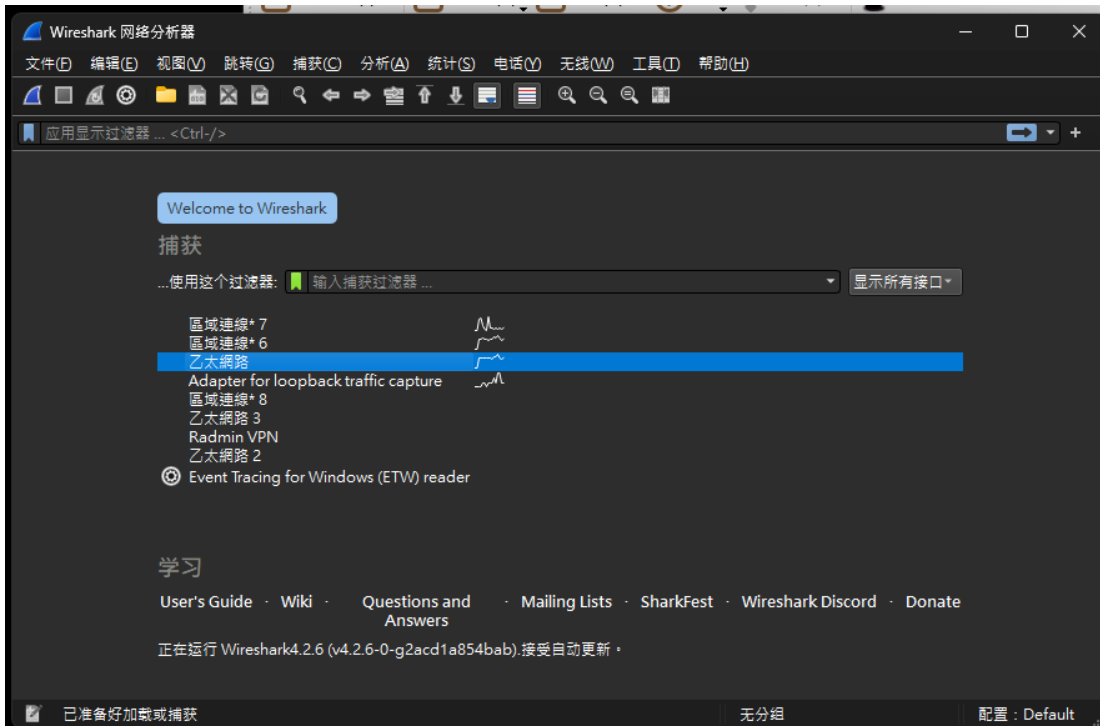 Wireshark 网络分析器
文件(F) 编辑(E) 视图(V) 跳转(G) 捕获(C) 分析(A) 统计(S) 电话(Y) 无线(W) 工具(T) 帮助(H)
应用显示过滤器 … <Ctrl-/>
Welcome to Wireshark
捕获
…使用这个过滤器: 输入捕获过滤器 … 显示所有接口
區域連線* 7
區域連線* 6
乙太網路
Adapter for loopback traffic capture
區域連線* 8
乙太網路 3
Radmin VPN
乙太網路 2
Event Tracing for Windows (ETW) reader
学习
User's Guide · Wiki · Questions and Answers · Mailing Lists · SharkFest · Wireshark Discord · Donate
正在运行 Wireshark4.2.6 (v4.2.6-0-g2acd1a854bab).接受自动更新。
已准备好加载或捕获 无分组 配置：Default